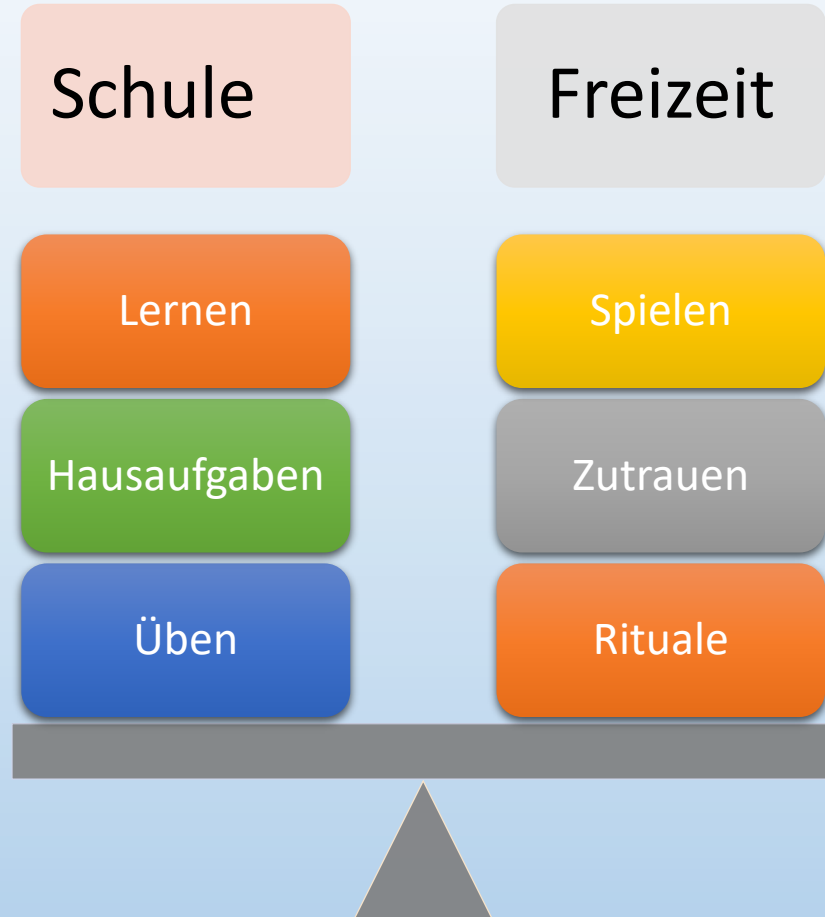 Schule
Freizeit
Lernen
Spielen
Hausaufgaben
Zutrauen
Üben
Rituale